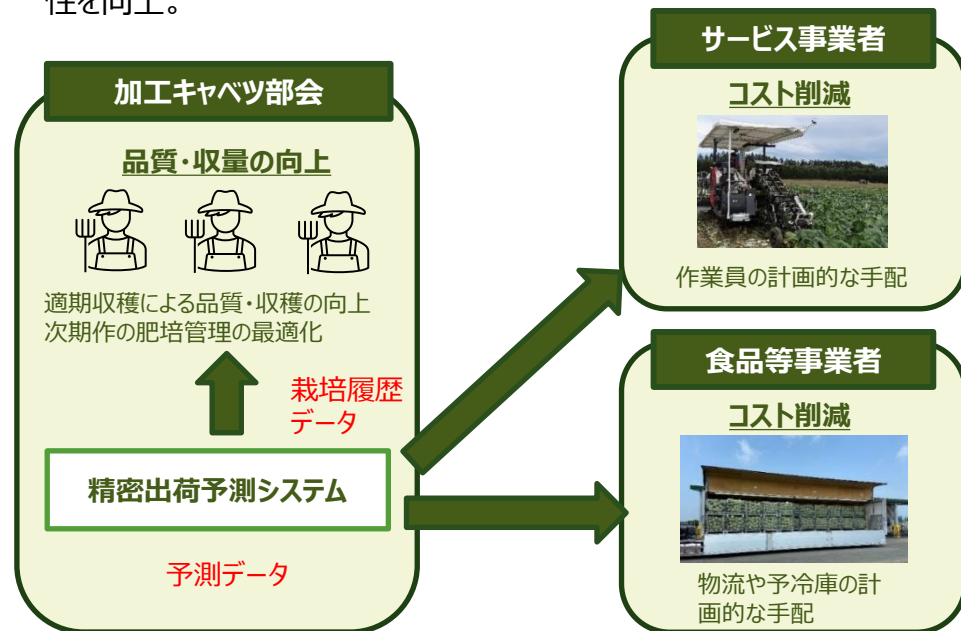 性を向上。
加工キャベツ部会
品質・収量の向上
適期収穫による品質・収穫の向上
次期作の肥培管理の最適化
栽培履歴
データ
精密出荷予測システム
予測データ
サービス事業者
コスト削減
作業員の計画的な手配
食品等事業者
コスト削減
物流や予冷庫の計
画的な手配